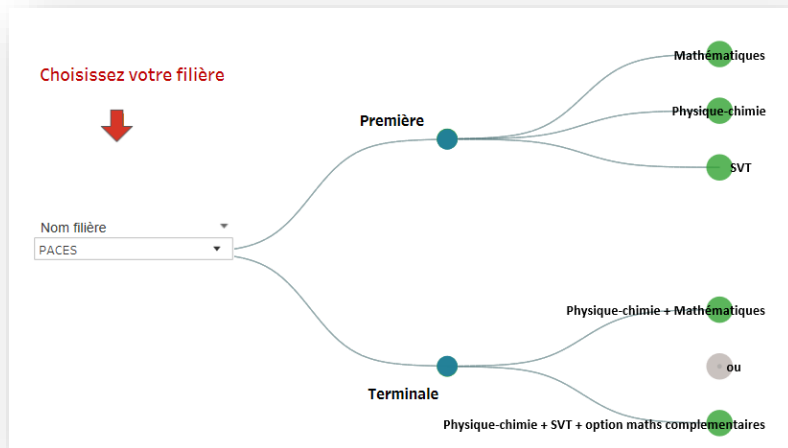 Choisissez votre filière
Nom filière
PACES
Première
Mathématiques
Physique-chimie
SVT
Terminale
Physique-chimie + Mathématiques
ou
Physique-chimie + SVT + option maths complementaires